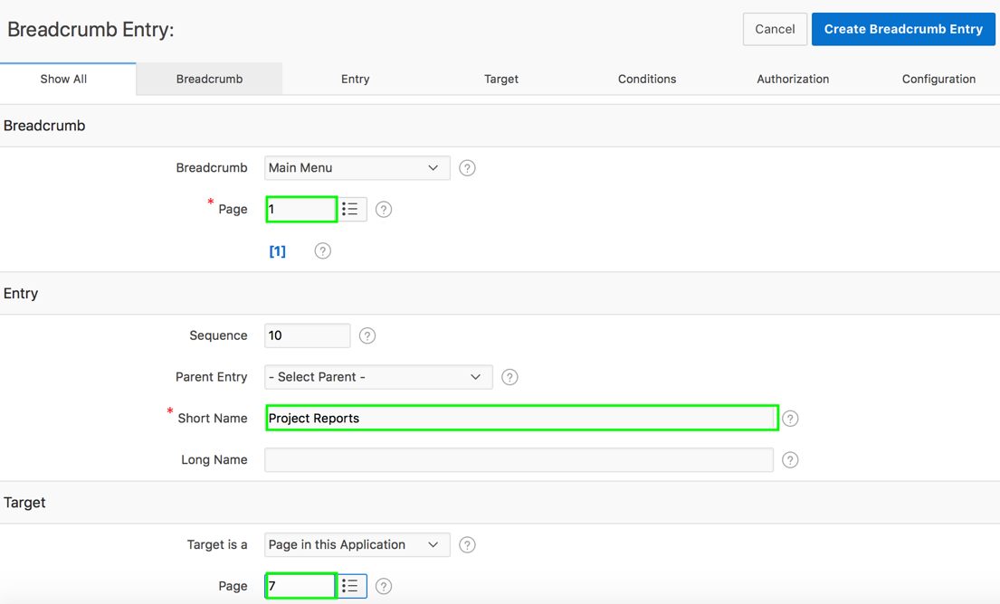 Breadcrumb Entry:
Cancel
Create Breadcrumb Entry
Show All
Breadcrumb
Entry
Target
Conditions
Authorization
Configuration
Breadcrumb
Breadcrumb
Main Menu
?
* Page
1
?
[1]
?
Entry
Sequence
10
?
Parent Entry
- Select Parent -
?
* Short Name
Project Reports
?
Long Name
?
Target
Target is a
Page in this Application
?
Page
7
?